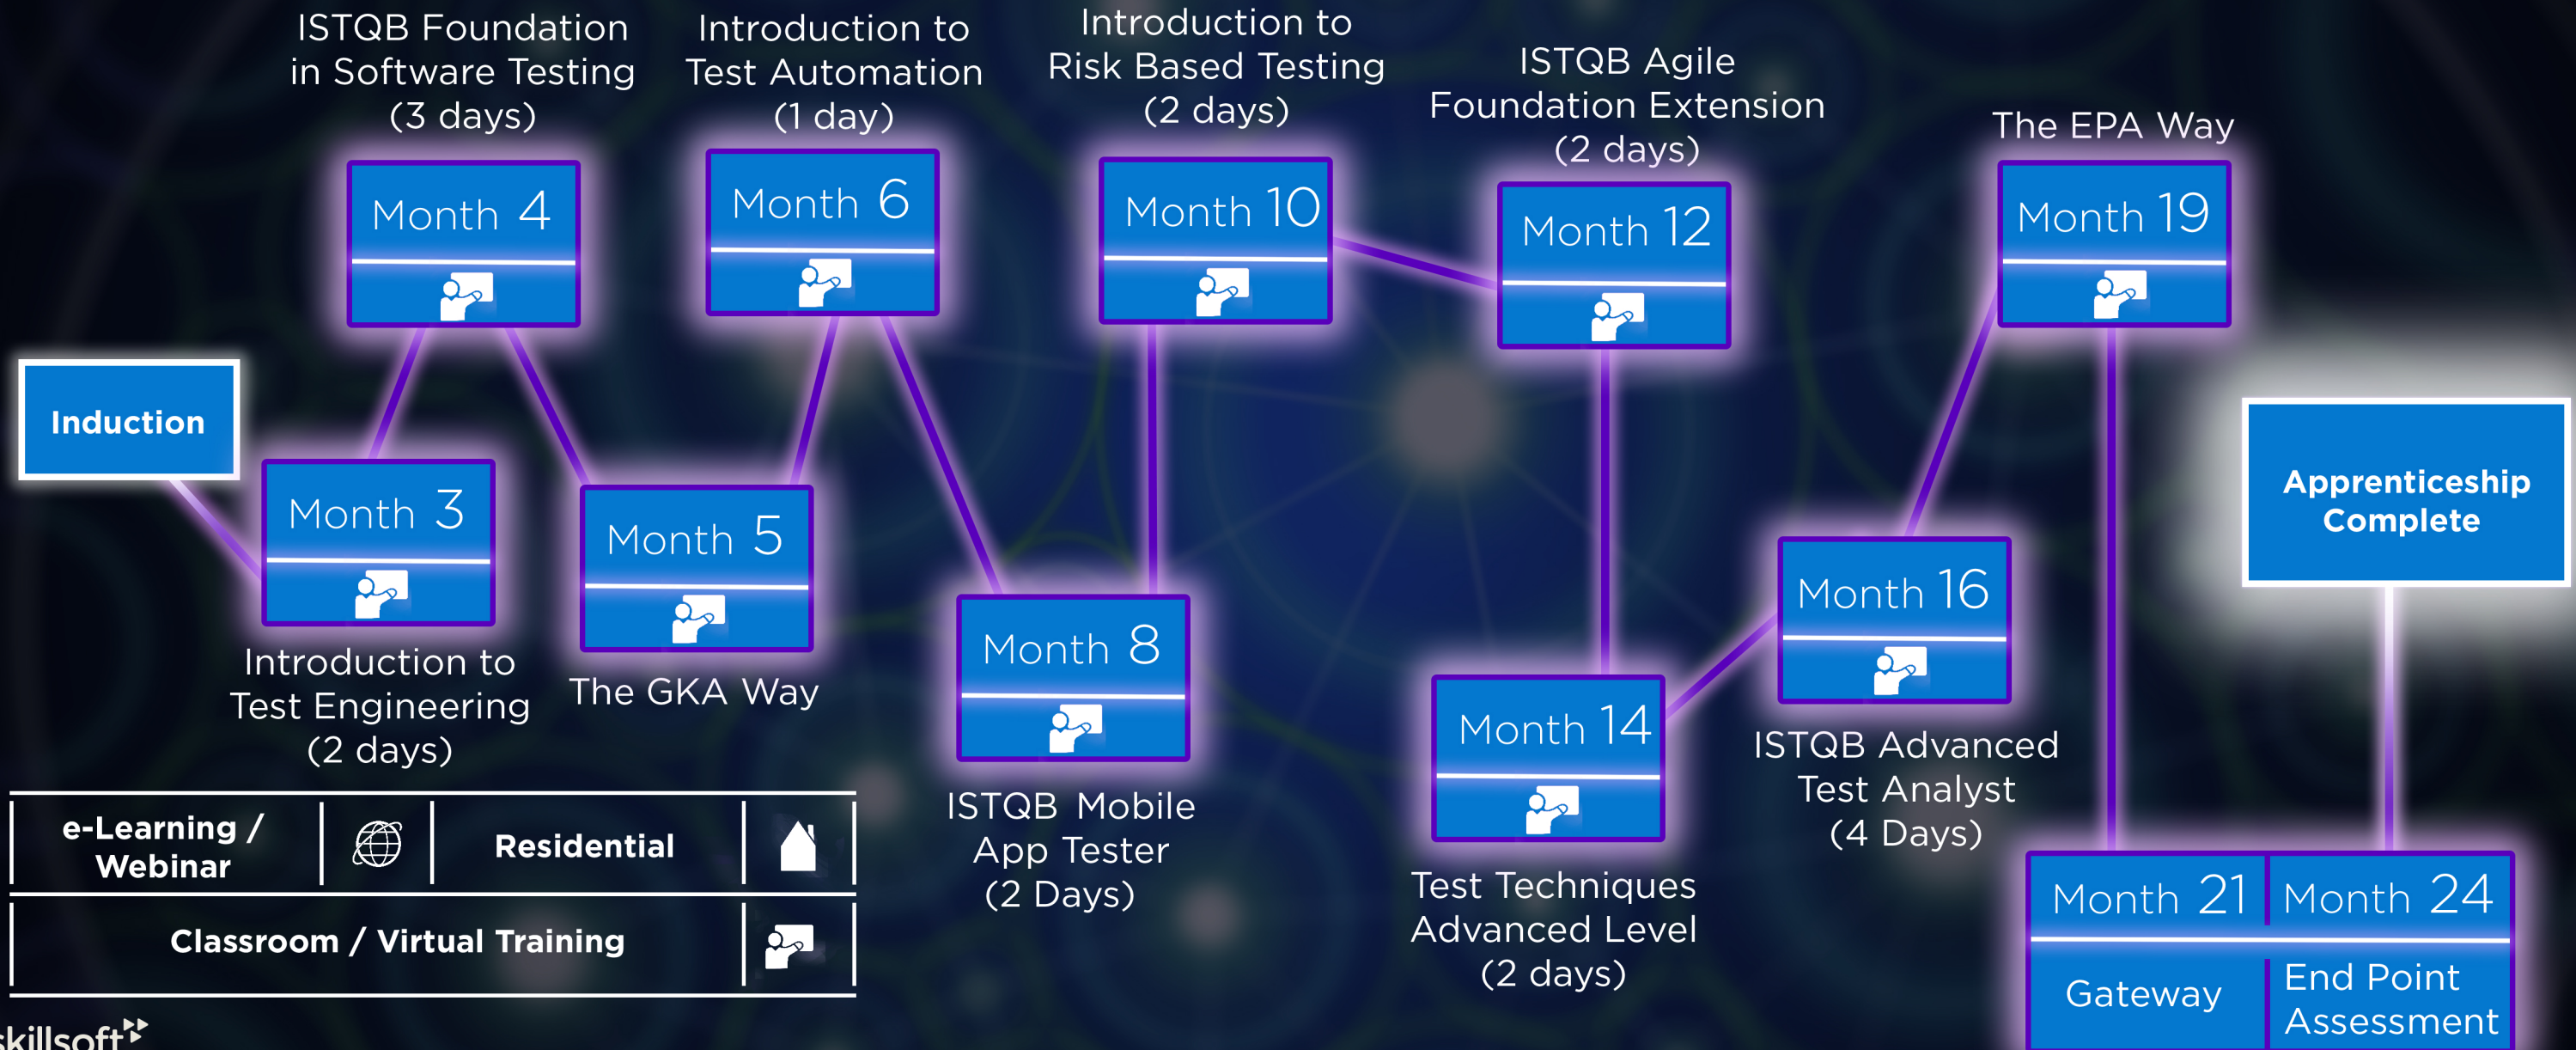 ISTQB Foundation
in Software Testing
(3 days)
Introduction to
Test Automation
(1 day)
Introduction to
Risk Based Testing
(2 days)
ISTQB Agile
Foundation Extension
(2 days)
The EPA Way
Month 4
Month 6
Month 10
Month 12
Month 19
Induction
Month 3
Month 5
Month 8
Month 14
Month 16
Apprenticeship
Complete
Introduction to
Test Engineering
(2 days)
The GKA Way
ISTQB Mobile
App Tester
(2 Days)
Test Techniques
Advanced Level
(2 days)
ISTQB Advanced
Test Analyst
(4 Days)
Month 21
Gateway
Month 24
End Point
Assessment
e-Learning /
Webinar
Residential
Classroom / Virtual Training
skillsoft